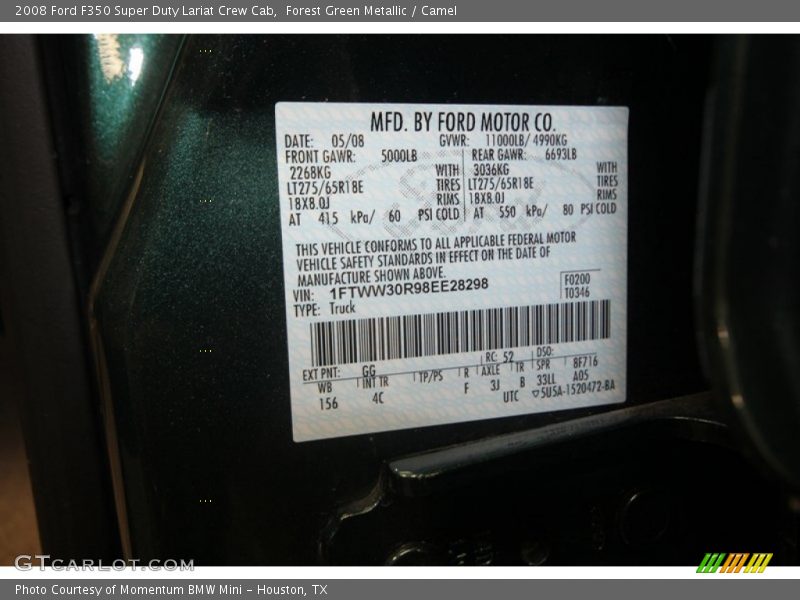 2008 Ford F350 Super Duty Lariat Crew Cab, Forest Green Metallic / Camel
MFD. BY FORD MOTOR CO.
DATE: 05/08 GVWR: 11000LB/ 4990KG
FRONT GAWR: 5000LB REAR GAWR: 6693LB
2268KG WITH 3036KG WITH
LT275/65R18E TIRES LT275/65R18E TIRES
18X8.0J RIMS 18X8.0J RIMS
AT 415 kPa/ 60 PSI COLD AT 550 kPa/ 80 PSI COLD
THIS VEHICLE CONFORMS TO ALL APPLICABLE FEDERAL MOTOR
VEHICLE SAFETY STANDARDS IN EFFECT ON THE DATE OF
MANUFACTURE SHOWN ABOVE.
VIN: 1FTWW30R98EE28298 F0200
TYPE: Truck T0346
EXT PNT: GG RC: 52 DSO: 8F716
WB INT TR TP/PS R AXLE TR SPR A05
156 4C F 3J B 33LL
UTC 5U5A-1520472-BA
GTCARLOT.COM
Photo Courtesy of Momentum BMW Mini - Houston, TX